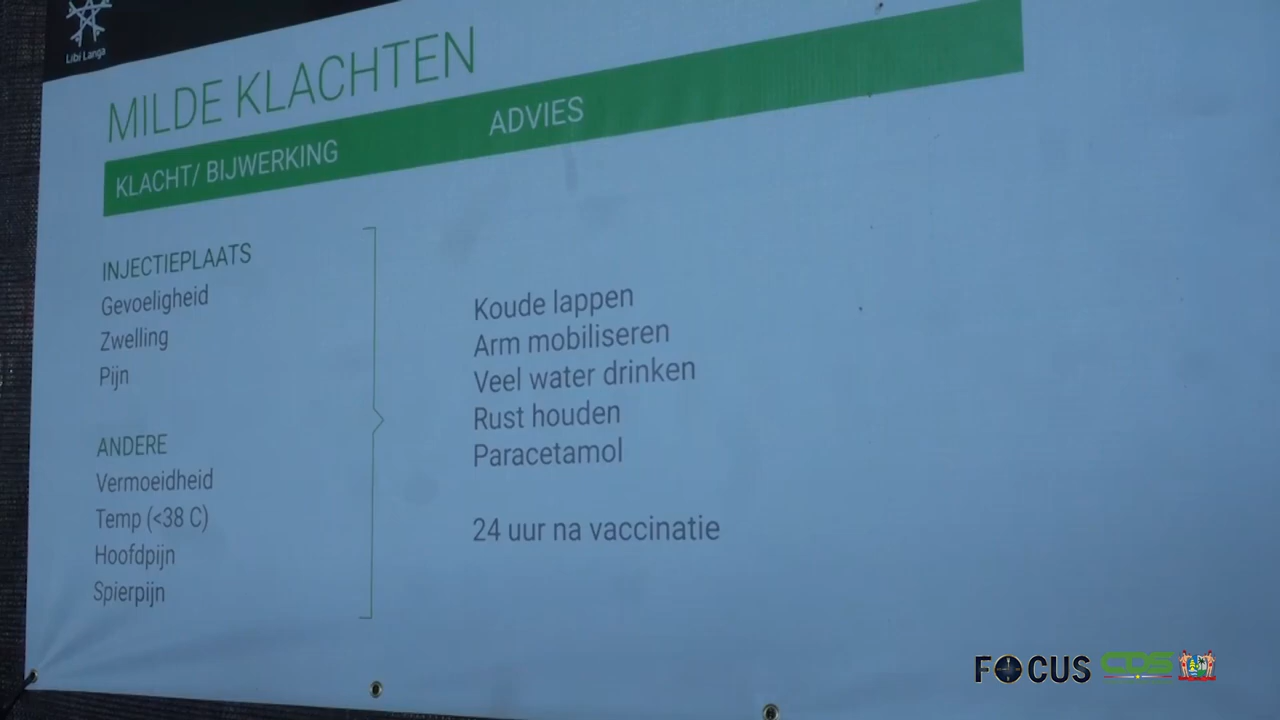 Libi Langa
MILDE KLACHTEN
KLACHT/ BIJWERKING
ADVIES
INJECTIEPLAATS
Gevoeligheid
Zwelling
Pijn
ANDERE
Vermoeidheid
Temp (<38 C)
Hoofdpijn
Spierpijn
Koude lappen
Arm mobiliseren
Veel water drinken
Rust houden
Paracetamol
24 uur na vaccinatie
FOCUS CDS